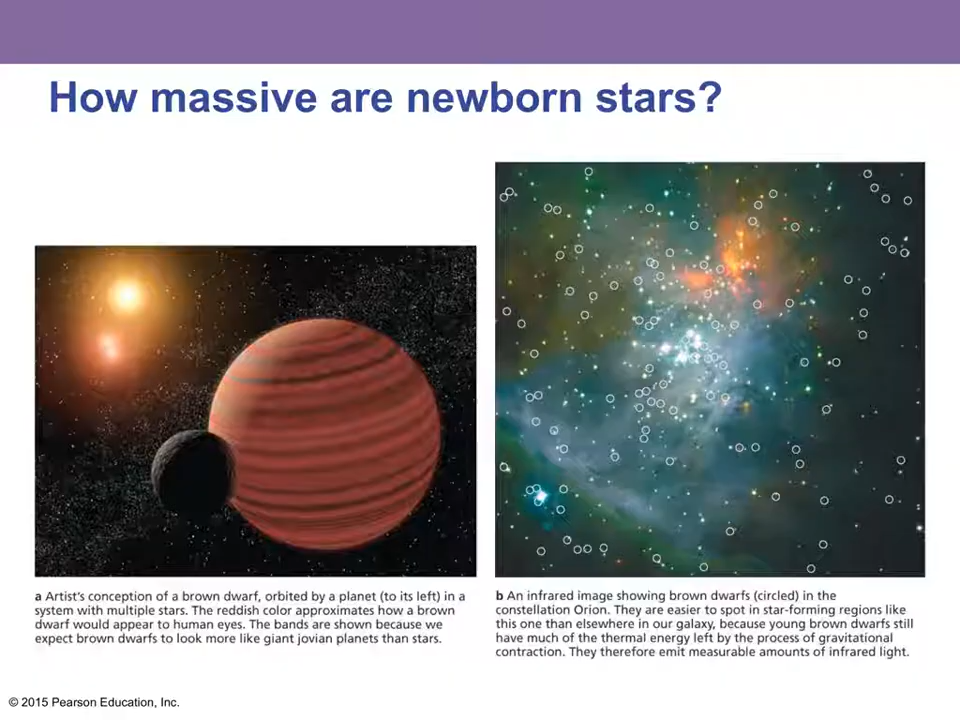 How massive are newborn stars?
a Artist's conception of a brown dwarf, orbited by a planet (to its left) in a
system with multiple stars. The reddish color approximates how a brown
dwarf would appear to human eyes. The bands are shown because we
expect brown dwarfs to look more like giant jovian planets than stars.
b An infrared image showing brown dwarfs (circled) in the
constellation Orion. They are easier to spot in star-forming regions like
this one than elsewhere in our galaxy, because young brown dwarfs still
have much of the thermal energy left by the process of gravitational
contraction. They therefore emit measurable amounts of infrared light.
© 2015 Pearson Education, Inc.